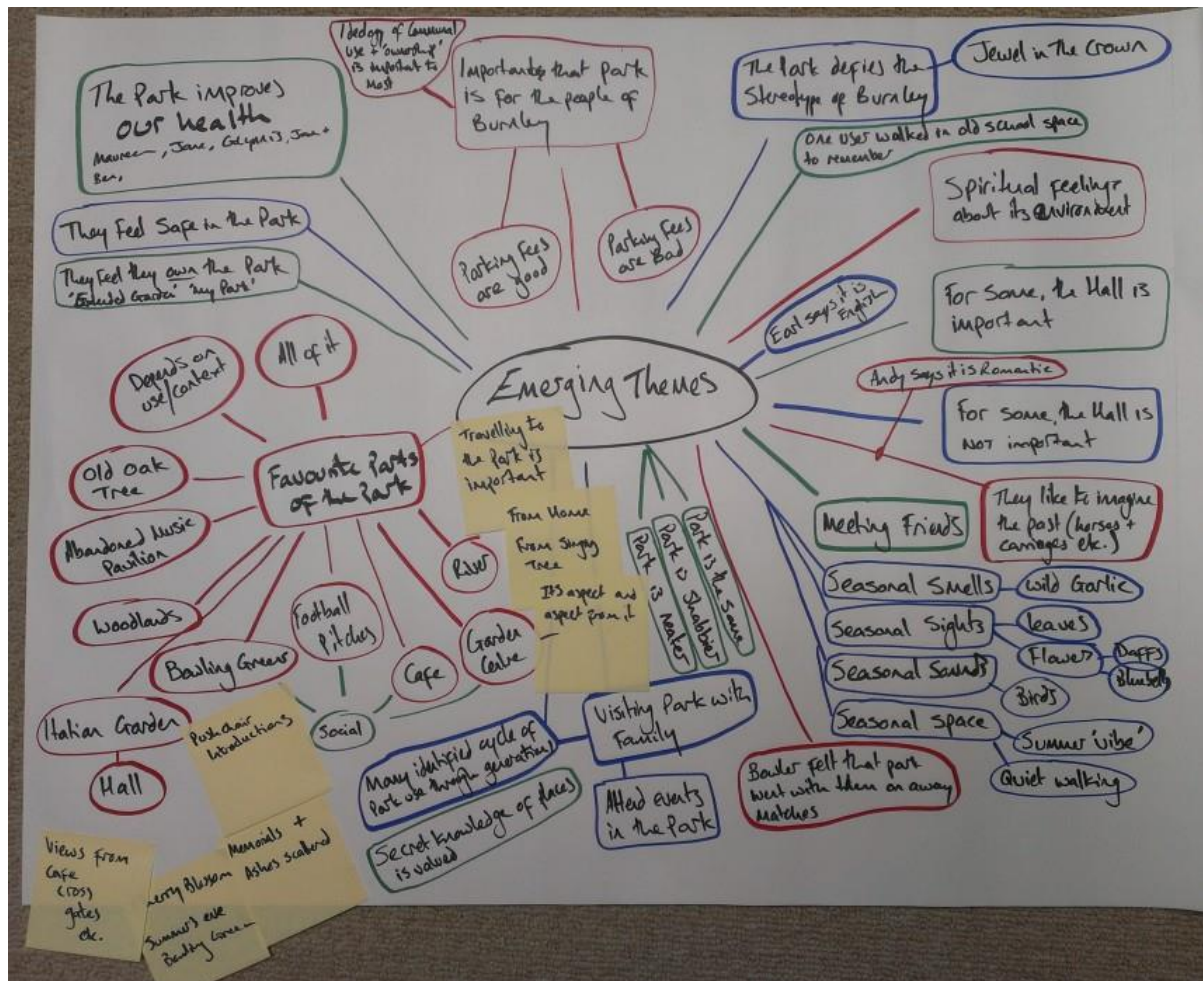 Ideology of Communal
use + 'ownership'
is important to
Most
Importantes that park
is for the people of
Burnley
Parking Fees
are good
Parking Fees
are Bad
The Park defies the
Stereotype of Burnley
Jewel in the Crown
One user walked in old school space
to remember
The Park improves
our health
Maureen, Jane, Glynnis, Jan +
Ben,
They Feel Safe in the Park
They Feel they own the Park
'Extended Garden' 'My Park'
Spiritual Feelings
about its environment
Earl says it is
English
For Some, the Hall is
important
Andy says it is Romantic
For Some, the Hall is
Not important
They like to imagine
the past (horses +
carriages etc.)
Emerging Themes
Favourite Parts
of the Park
All of it
Depends on
use/context
Old Oak
Tree
Abandoned Music
Pavilion
Woodlands
Bowling Greens
Italian Garden
Hall
Football
Pitches
Cafe
Garden
Centre
River
Social
Travelling to
the Park is
important
From Home
From Singing
Tree
Its aspect and
aspect from it
Park is neater
Park is Shabbier
Park is the Same
Meeting Friends
Seasonal Smells
Wild Garlic
Seasonal Sights
Leaves
Flowers
Daffs
Bluebells
Seasonal Sounds
Birds
Seasonal Space
Summer 'vibe'
Quiet walking
Bowler felt that park
went with them on away
Matches
Visiting Park with
Family
Attend events
in the Park
Many identified cycle of
Park use through generations
Secret knowledge of places
is valued
Pushchair
Introductions
Memorials +
Ashes scattered
Views From
Cafe
Cross
gates
etc.
Cherry Blossom
Summer's eve
Bowling Green